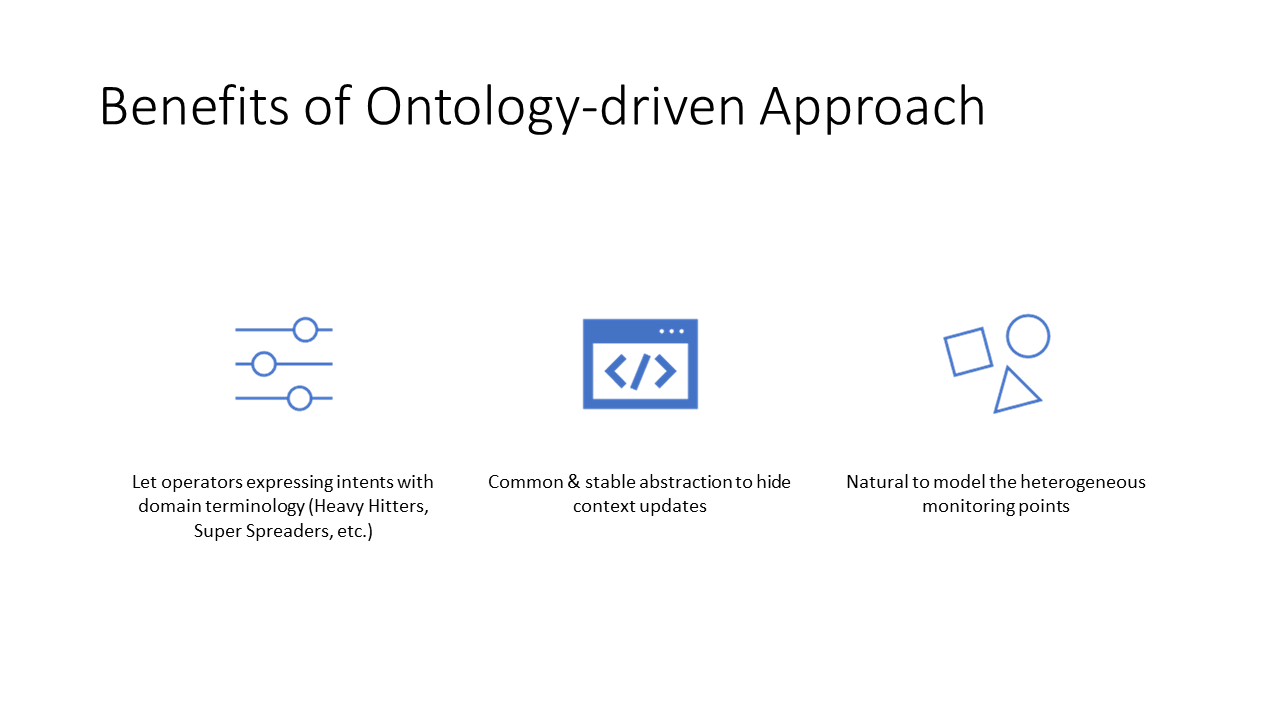 Benefits of Ontology-driven Approach
Let operators expressing intents with
domain terminology (Heavy Hitters,
Super Spreaders, etc.)
Common & stable abstraction to hide
context updates
Natural to model the heterogeneous
monitoring points